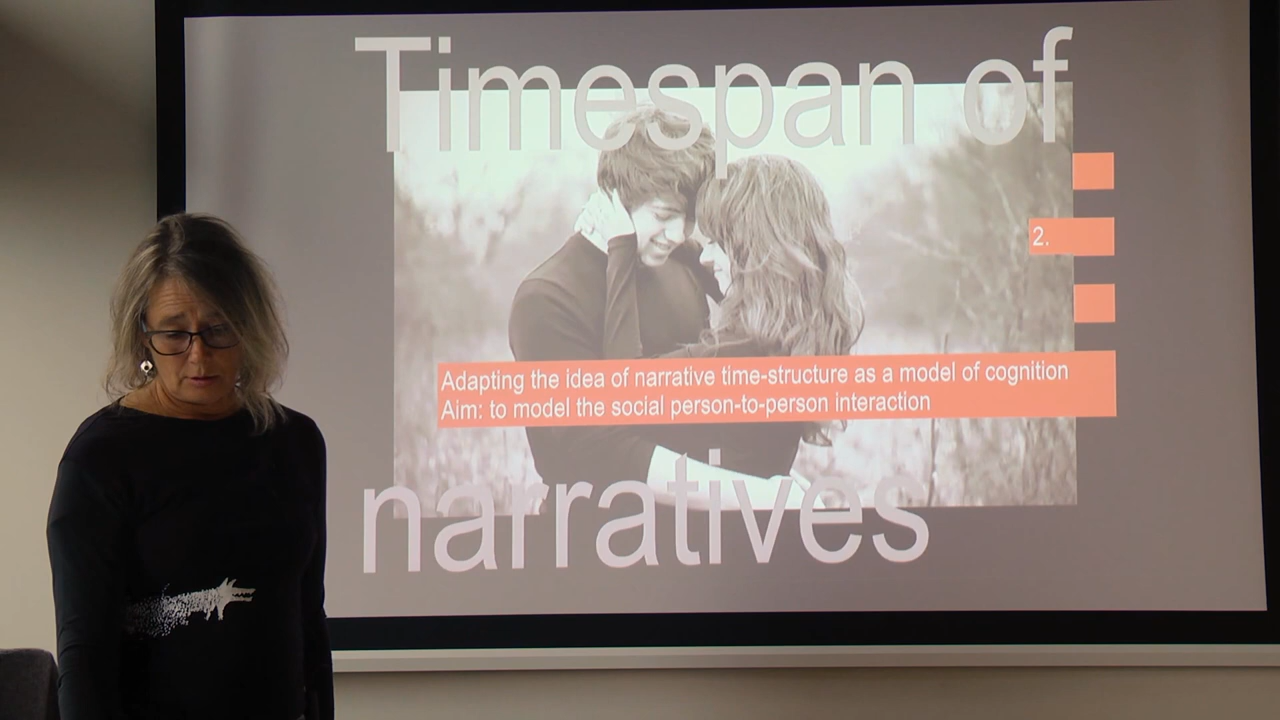 Timespan of
2.
Adapting the idea of narrative time-structure as a model of cognition
Aim: to model the social person-to-person interaction
narratives